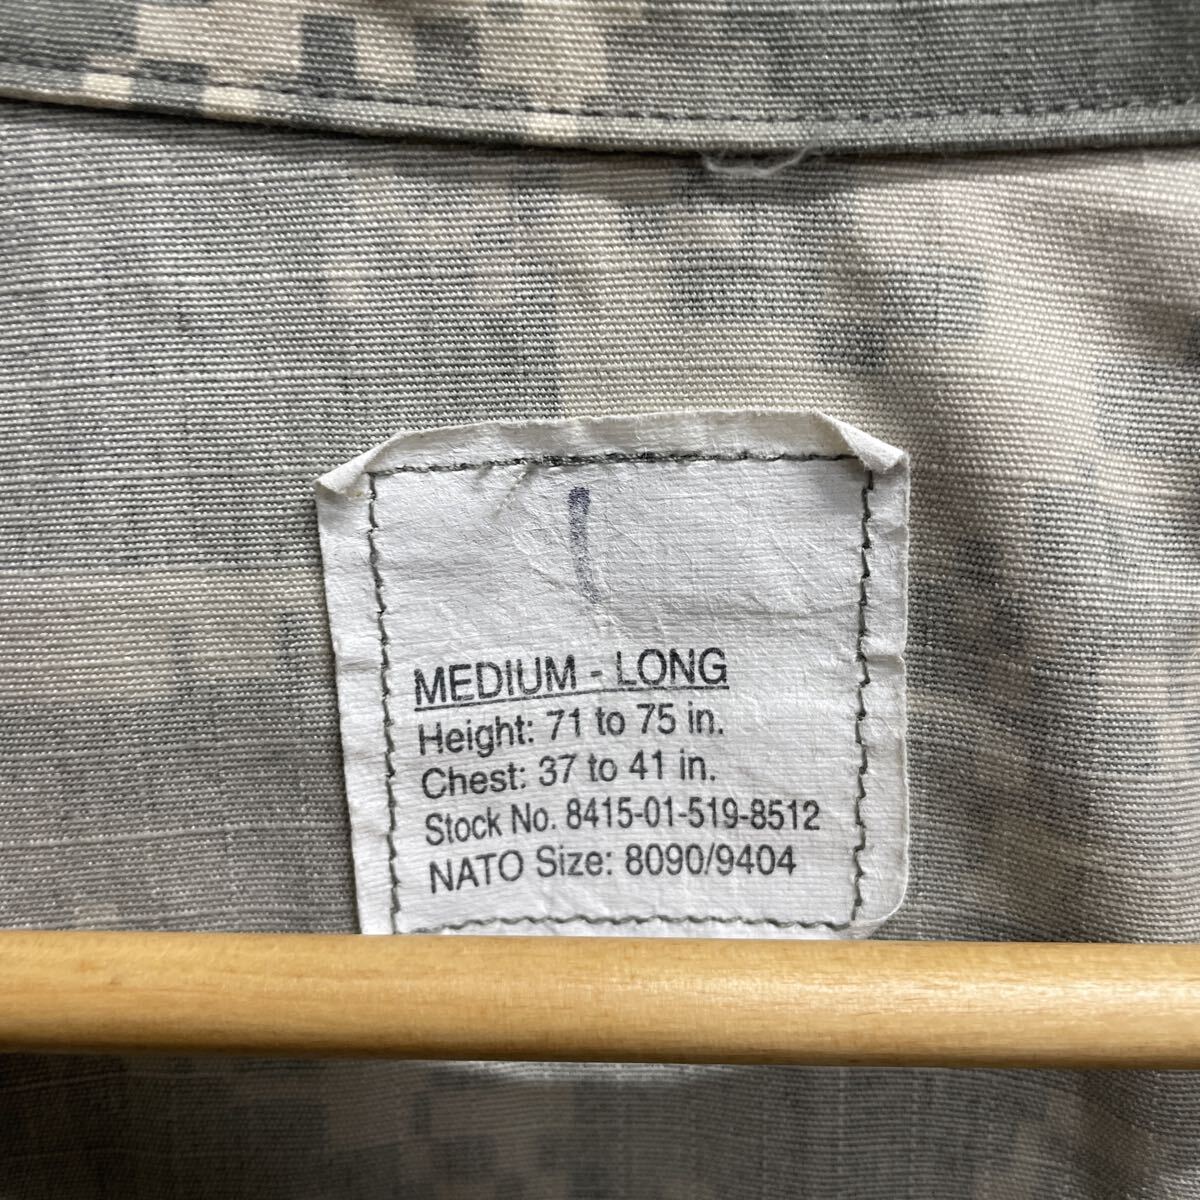 MEDIUM - LONG
Height: 71 to 75 in.
Chest: 37 to 41 in.
Stock No. 8415-01-519-8512
NATO Size: 8090/9404